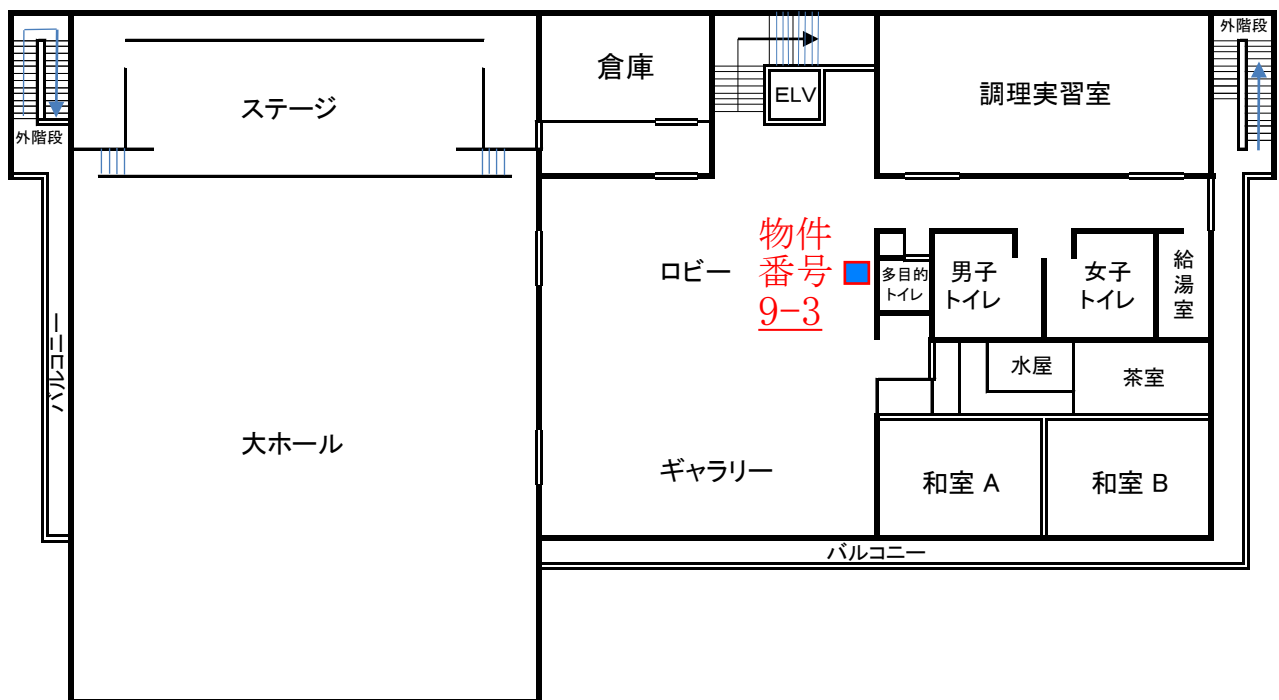 外階段
倉庫
外階段
ELV
調理実習室
ステージ
外階段
物件
番号
9-3
ロビー
多目的
トイレ
男子
トイレ
女子
トイレ
給湯室
バルコニー
水屋
茶室
大ホール
ギャラリー
和室 A
和室 B
バルコニー